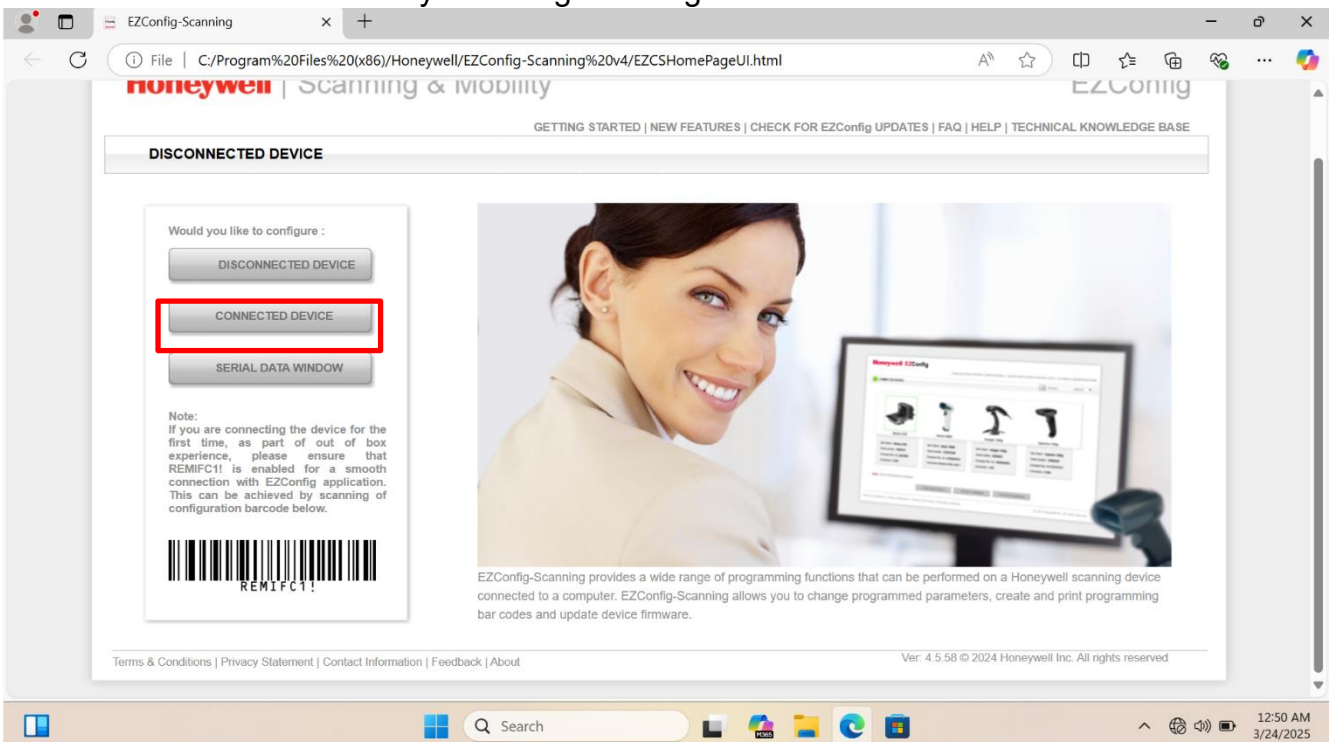 EZConfig-Scanning
File | C:/Program%20Files%20(x86)/Honeywell/EZConfig-Scanning%20v4/EZCSHomePageUI.html
Honeywell | Scanning & Mobility
EZConfig
GETTING STARTED | NEW FEATURES | CHECK FOR EZConfig UPDATES | FAQ | HELP | TECHNICAL KNOWLEDGE BASE
DISCONNECTED DEVICE
Would you like to configure :
DISCONNECTED DEVICE
CONNECTED DEVICE
SERIAL DATA WINDOW
Note:
If you are connecting the device for the
first time, as part of out of box
experience, please ensure that
REMIFC1! is enabled for a smooth
connection with EZConfig application.
This can be achieved by scanning of
configuration barcode below.
REMIFC1!
Honeywell EZConfig
EZConfig-Scanning provides a wide range of programming functions that can be performed on a Honeywell scanning device
connected to a computer. EZConfig-Scanning allows you to change programmed parameters, create and print programming
bar codes and update device firmware.
Terms & Conditions | Privacy Statement | Contact Information | Feedback | About
Ver: 4.5.58 © 2024 Honeywell Inc. All rights reserved
Search
M365
12:50 AM
3/24/2025